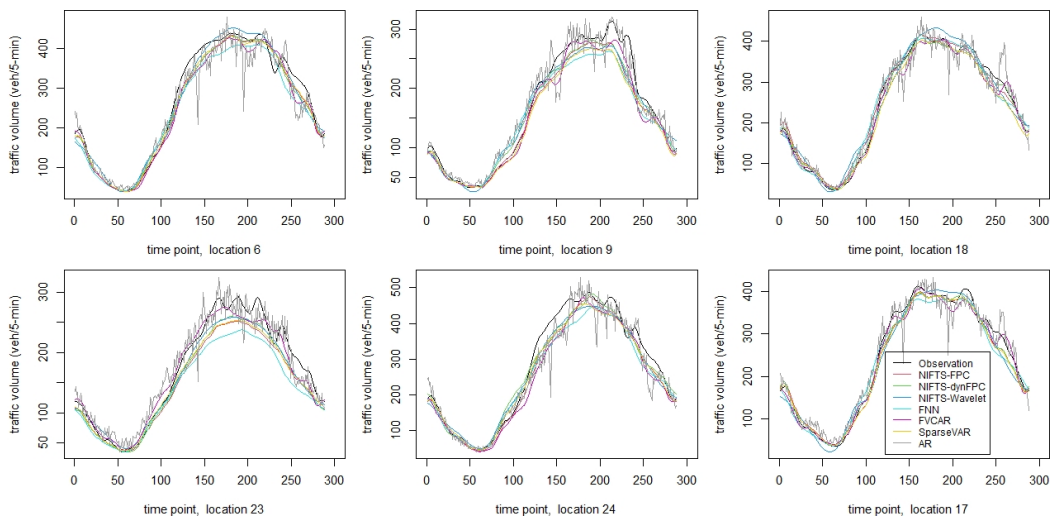 traffic volume (veh/5-min)
100 200 300 400
0 50 100 150 200 250 300
time point, location 6
traffic volume (veh/5-min)
50 100 200 300
0 50 100 150 200 250 300
time point, location 9
traffic volume (veh/5-min)
100 200 300 400
0 50 100 150 200 250 300
time point, location 18
traffic volume (veh/5-min)
50 100 200 300
0 50 100 150 200 250 300
time point, location 23
traffic volume (veh/5-min)
100 200 300 400 500
0 50 100 150 200 250 300
time point, location 24
traffic volume (veh/5-min)
100 200 300 400
0 50 100 150 200 250 300
time point, location 17
Observation
NIFTS-FPC
NIFTS-dynFPC
NIFTS-Wavelet
FNN
FVCAR
SparseVAR
AR